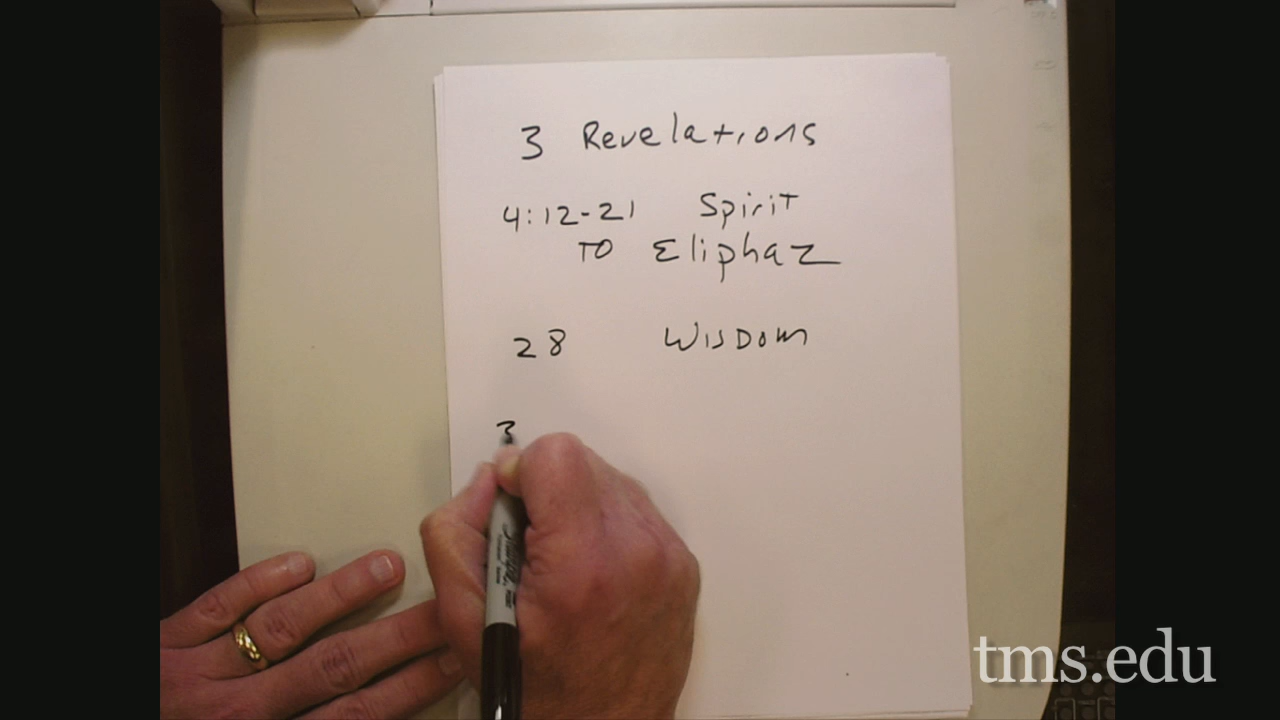 3 Revelations
4:12-21 Spirit
TO Eliphaz
28 Wisdom
3
tms.edu